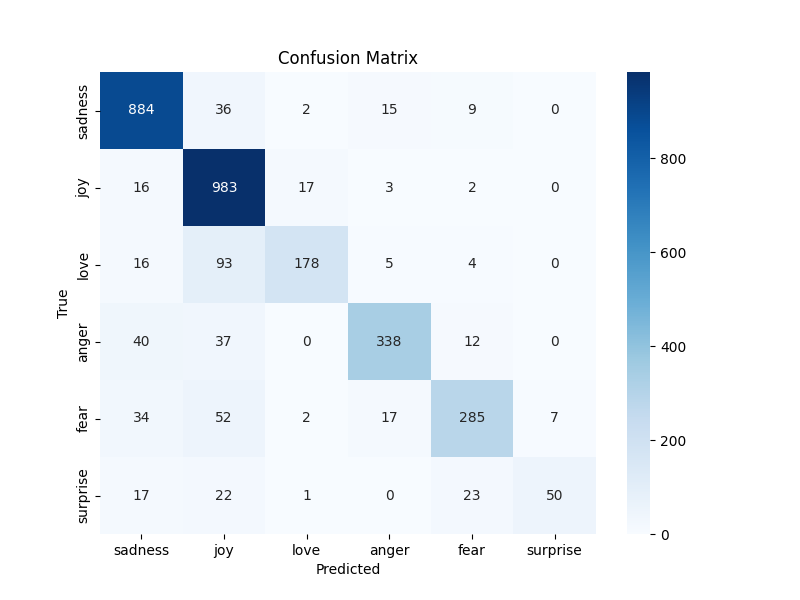 Confusion Matrix
sadness 884 36 2 15 9 0
joy 16 983 17 3 2 0
love 16 93 178 5 4 0
anger 40 37 0 338 12 0
fear 34 52 2 17 285 7
surprise 17 22 1 0 23 50
sadness joy love anger fear surprise
Predicted
True
800
600
400
200
0